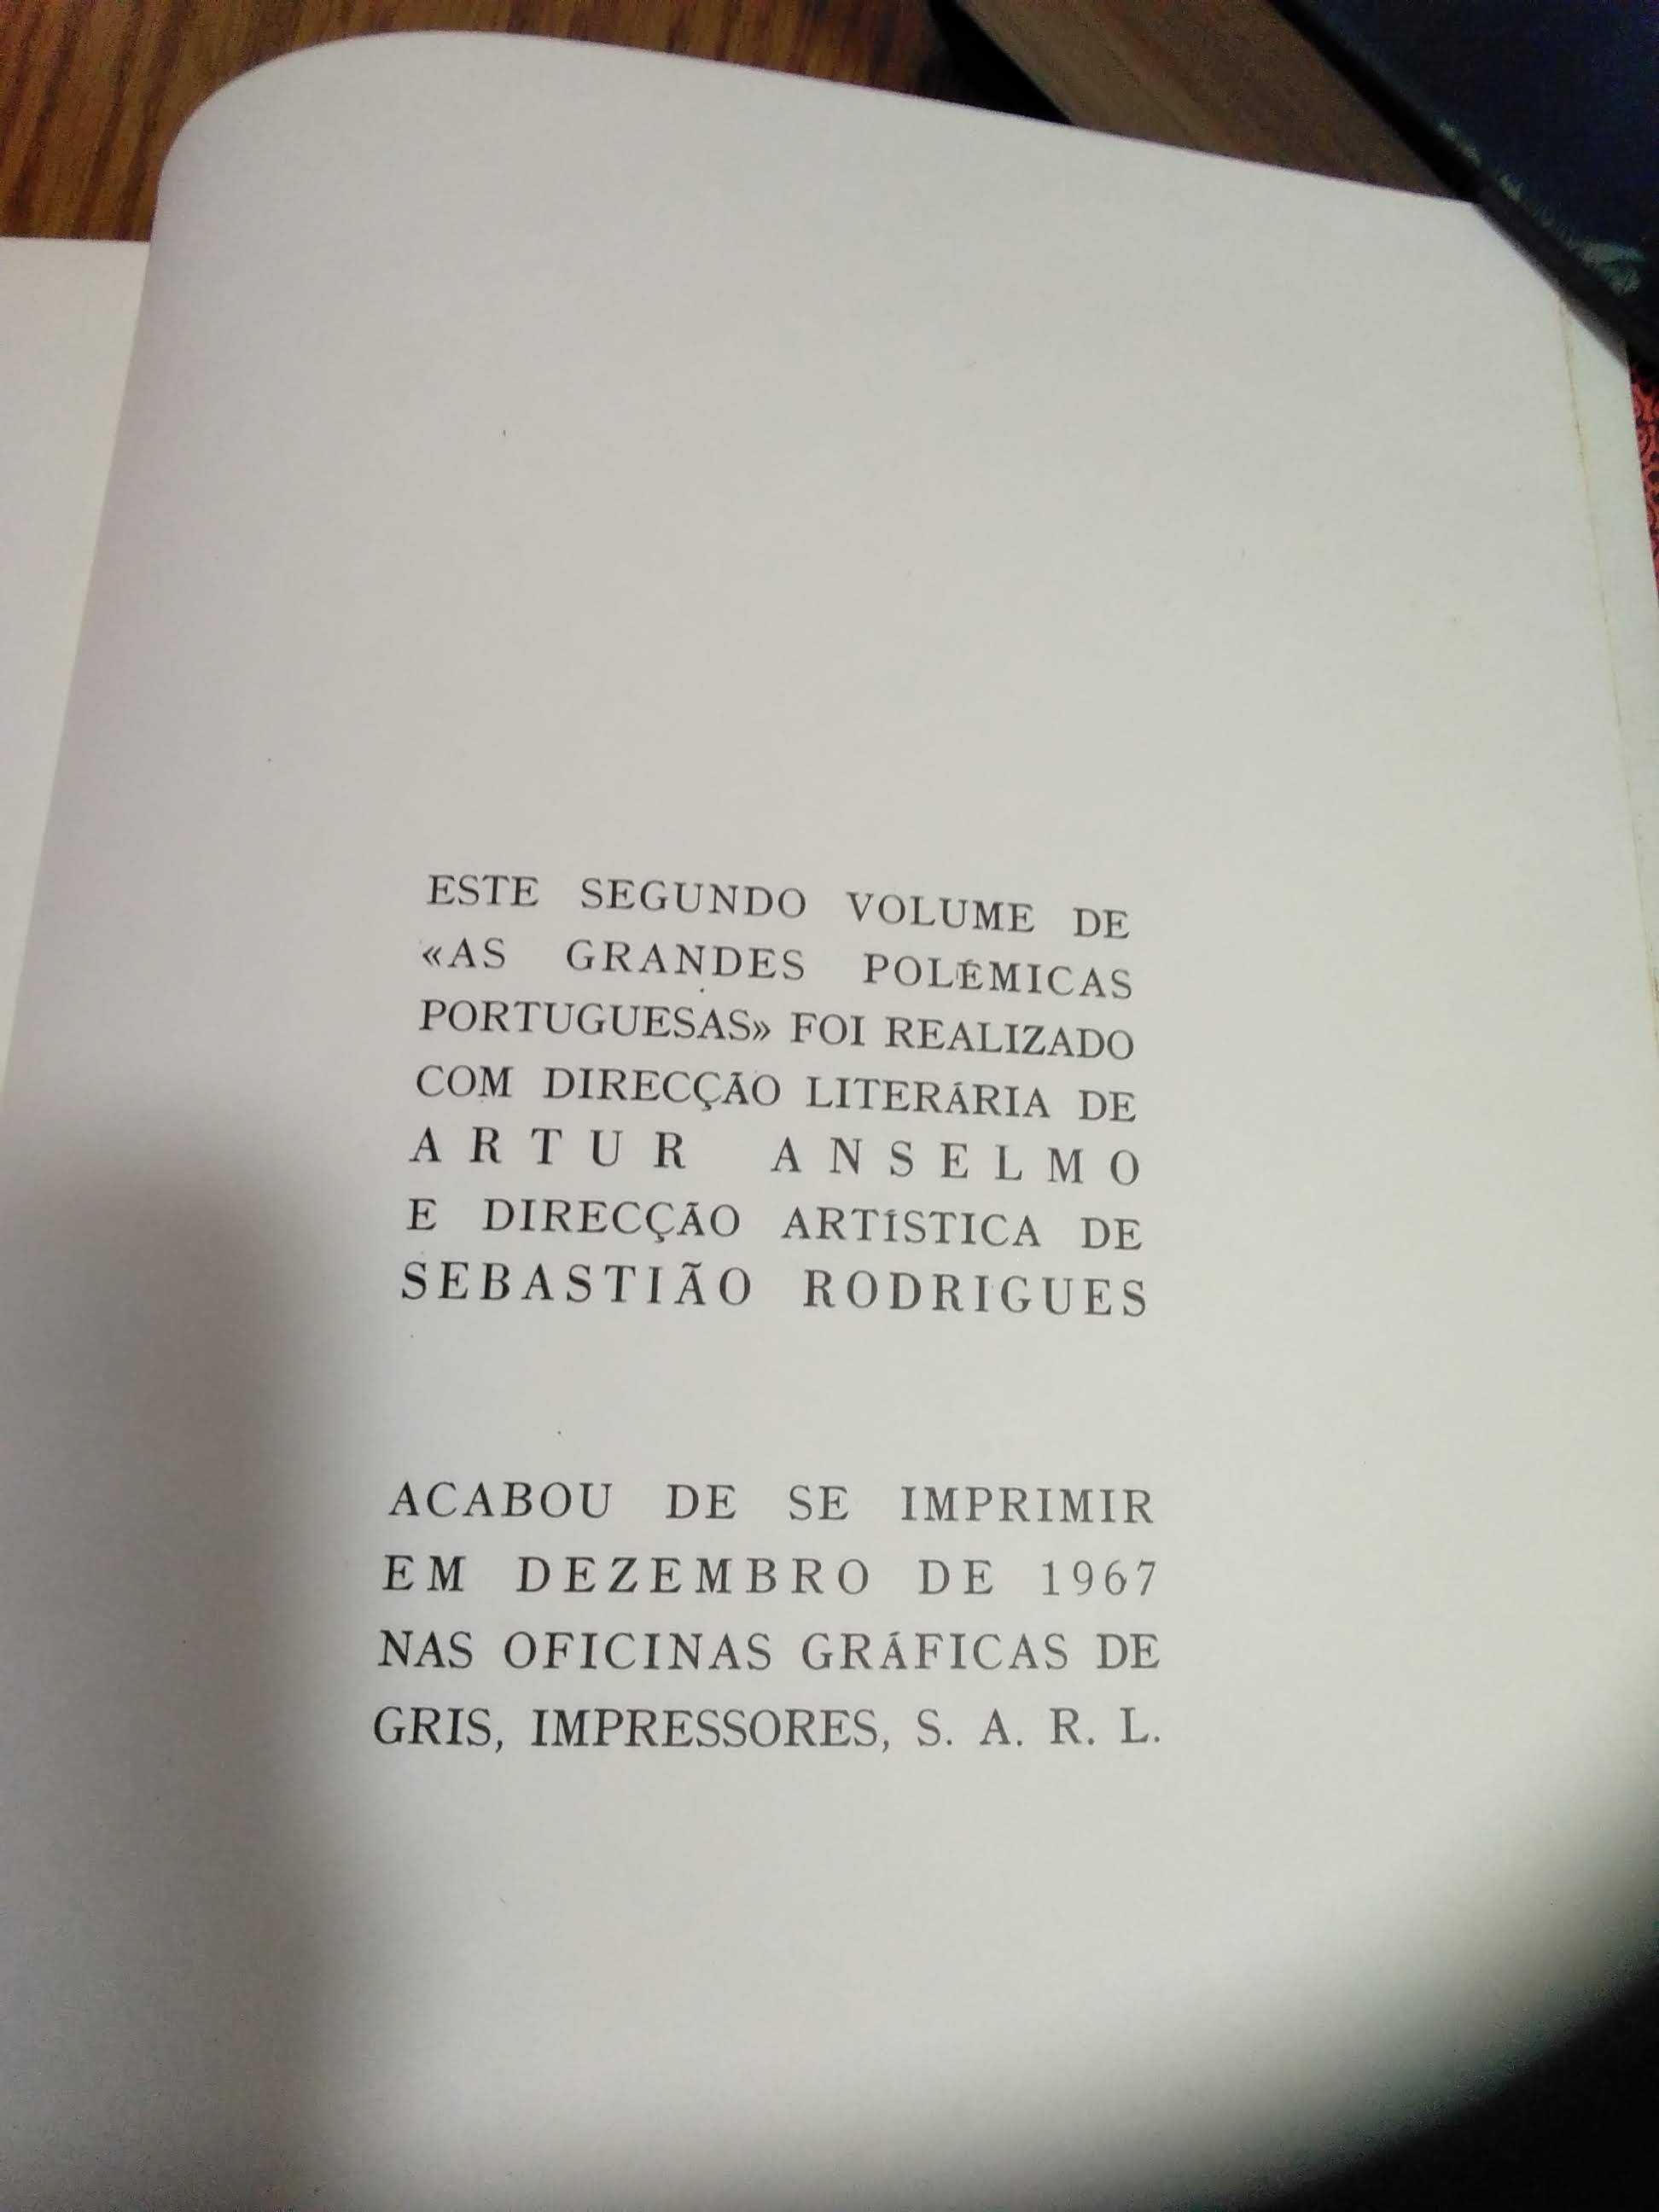 ESTE SEGUNDO VOLUME DE
«AS GRANDES POLÉMICAS
PORTUGUESAS» FOI REALIZADO
COM DIRECÇÃO LITERÁRIA DE
ARTUR ANSELMO
E DIRECÇÃO ARTÍSTICA DE
SEBASTIÃO RODRIGUES
ACABOU DE SE IMPRIMIR
EM DEZEMBRO DE 1967
NAS OFICINAS GRÁFICAS DE
GRIS, IMPRESSORES, S. A. R. L.